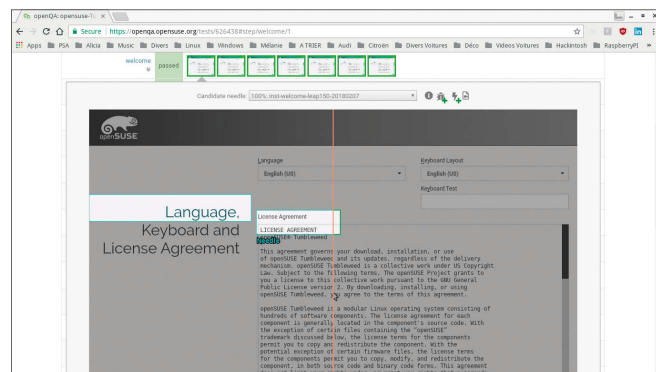 openQA: opensuse-Tu
Secure https://openqa.opensuse.org/tests/626438#step/welcome/1
Apps PSA Alicia Music Divers Linux Windows Mélanie A TRIER Audi Citroën Divers Voitures Déco Videos Voitures Hackintosh RaspberryPI
welcome passed
Candidate needle: 100%: inst-welcome-leap150-20180207
openSUSE
Language Keyboard Layout
English (US) English (US)
Keyboard Test
Language,
Keyboard and
License Agreement
License Agreement
LICENSE AGREEMENT
openSUSE® Tumbleweed
Needle
This agreement governs your download, installation, or use
of openSUSE Tumbleweed and its updates, regardless of the delivery
mechanism. openSUSE Tumbleweed is a collective work under US Copyright
Law. Subject to the following terms, The openSUSE Project grants to
you a license to this collective work pursuant to the GNU General
Public License version 2. By downloading, installing, or using
openSUSE Tumbleweed, you agree to the terms of this agreement.
openSUSE Tumbleweed is a modular Linux operating system consisting of
hundreds of software components. The license agreement for each
component is generally located in the component's source code. With
the exception of certain files containing the "openSUSE"
trademark discussed below, the license terms for the components
permit you to copy and redistribute the component. With the
potential exception of certain firmware files, the license terms
for the components permit you to copy, modify, and redistribute the
component, in both source code and binary code forms. This agreement